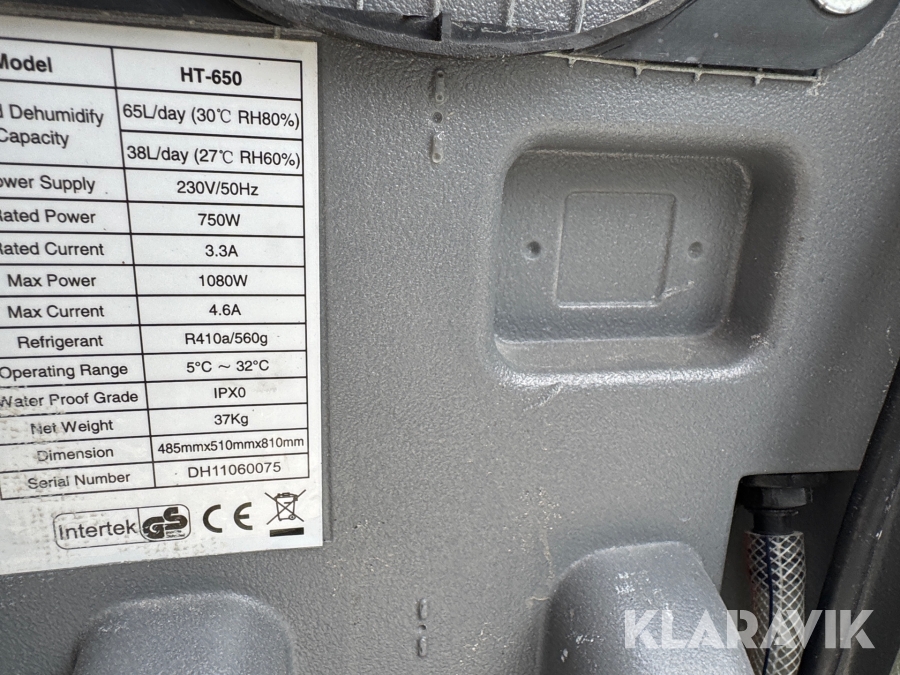 Model HT-650
Dehumidify Capacity 65L/day (30℃ RH80%)
38L/day (27℃ RH60%)
ower Supply 230V/50Hz
Rated Power 750W
Rated Current 3.3A
Max Power 1080W
Max Current 4.6A
Refrigerant R410a/560g
Operating Range 5°C ~ 32°C
Water Proof Grade IPX0
Net Weight 37Kg
Dimension 485mmx510mmx810mm
Serial Number DH11060075
Intertek GS CE
KLARAVIK